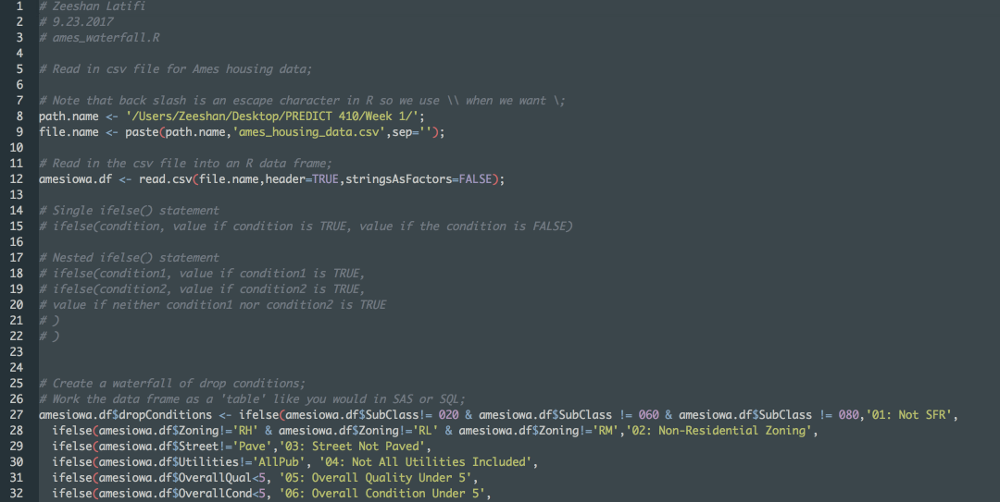 1 # Zeeshan Latifi
2 # 9.23.2017
3 # ames_waterfall.R
4
5 # Read in csv file for Ames housing data;
6
7 # Note that back slash is an escape character in R so we use \\ when we want \;
8 path.name <- '/Users/Zeeshan/Desktop/PREDICT 410/Week 1/';
9 file.name <- paste(path.name,'ames_housing_data.csv',sep='');
10
11 # Read in the csv file into an R data frame;
12 amesiowa.df <- read.csv(file.name,header=TRUE,stringsAsFactors=FALSE);
13
14 # Single ifelse() statement
15 # ifelse(condition, value if condition is TRUE, value if the condition is FALSE)
16
17 # Nested ifelse() statement
18 # ifelse(condition1, value if condition1 is TRUE,
19 # ifelse(condition2, value if condition2 is TRUE,
20 # value if neither condition1 nor condition2 is TRUE
21 # )
22 # )
23
24
25 # Create a waterfall of drop conditions;
26 # Work the data frame as a 'table' like you would in SAS or SQL;
27 amesiowa.df$dropConditions <- ifelse(amesiowa.df$SubClass!= 020 & amesiowa.df$SubClass != 060 & amesiowa.df$SubClass != 080,'01: Not SFR',
28 ifelse(amesiowa.df$Zoning!='RH' & amesiowa.df$Zoning!='RL' & amesiowa.df$Zoning!='RM','02: Non-Residential Zoning',
29 ifelse(amesiowa.df$Street!='Pave','03: Street Not Paved',
30 ifelse(amesiowa.df$Utilities!='AllPub', '04: Not All Utilities Included',
31 ifelse(amesiowa.df$OverallQual<5, '05: Overall Quality Under 5',
32 ifelse(amesiowa.df$OverallCond<5, '06: Overall Condition Under 5',